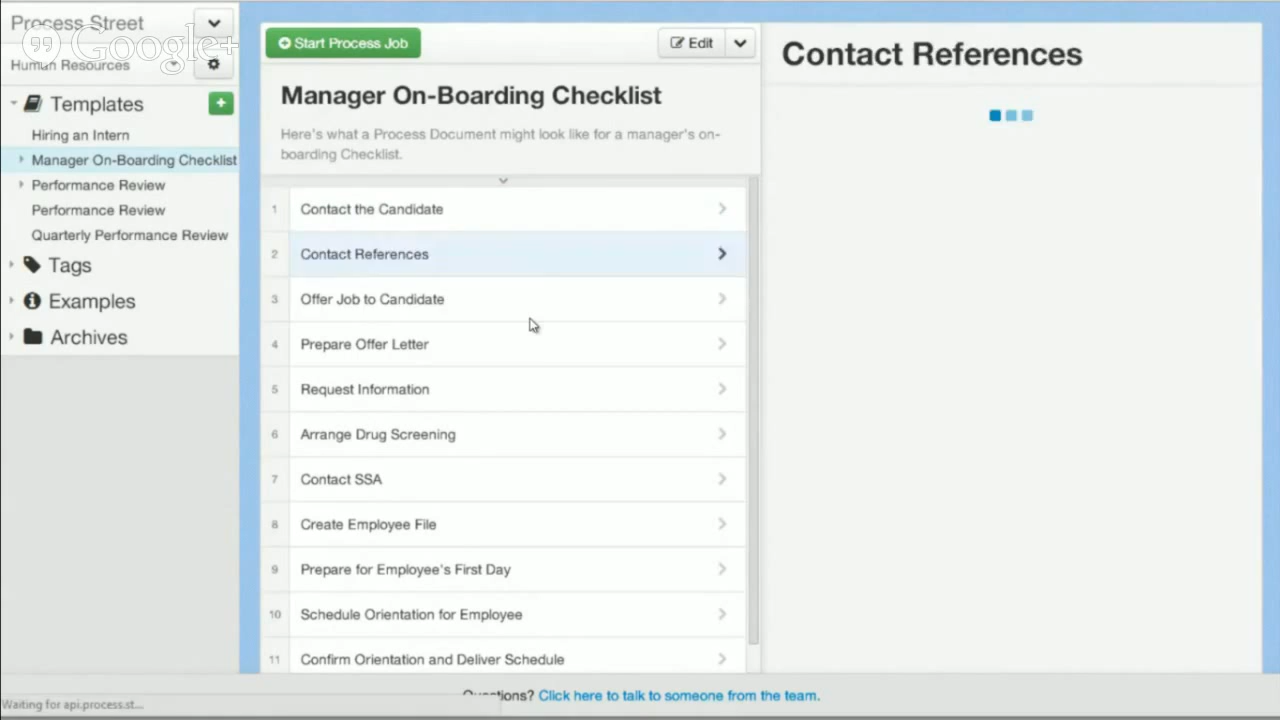 Process Street
Google+
Human Resources
Templates
Hiring an Intern
Manager On-Boarding Checklist
Performance Review
Performance Review
Quarterly Performance Review
Tags
Examples
Archives
Start Process Job
Edit
Manager On-Boarding Checklist
Here's what a Process Document might look like for a manager's on-
boarding Checklist.
1 Contact the Candidate
2 Contact References
3 Offer Job to Candidate
4 Prepare Offer Letter
5 Request Information
6 Arrange Drug Screening
7 Contact SSA
8 Create Employee File
9 Prepare for Employee's First Day
10 Schedule Orientation for Employee
11 Confirm Orientation and Deliver Schedule
Contact References
Questions? Click here to talk to someone from the team.
Waiting for api.process.st...